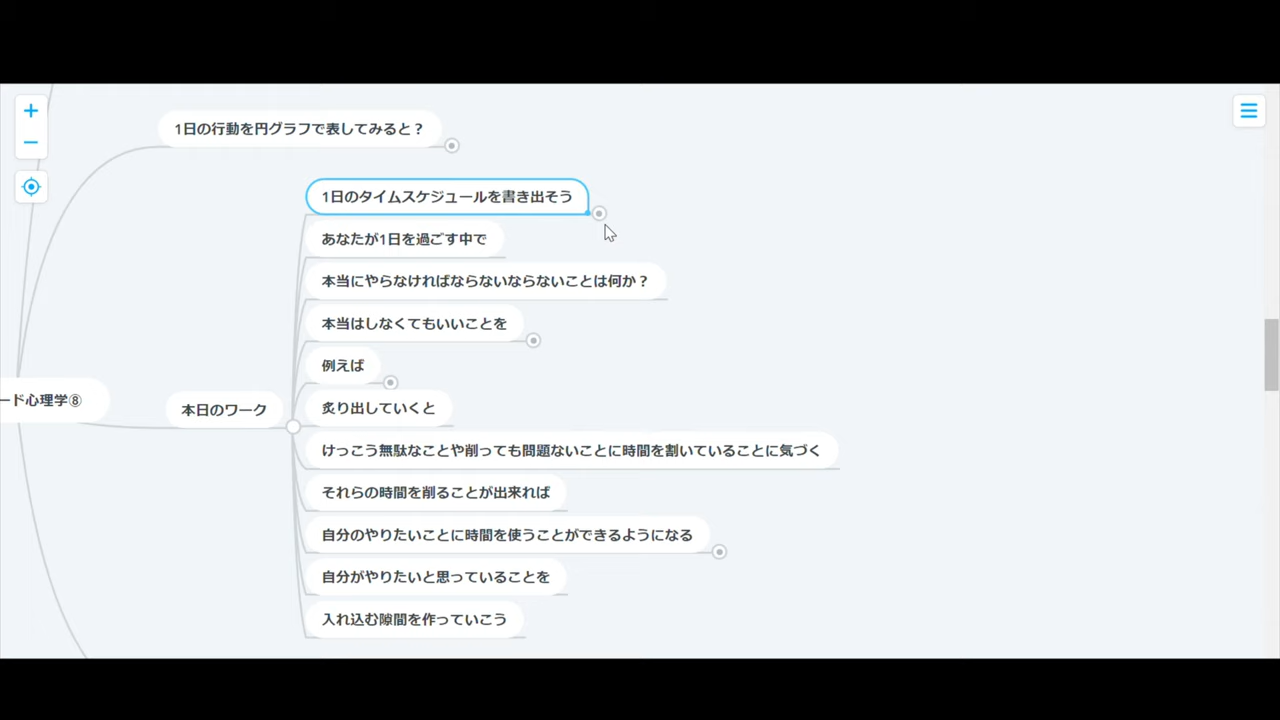 1日の行動を円グラフで表してみると？
1日のタイムスケジュールを書き出そう
あなたが1日を過ごす中で
本当にやらなければならないならないことは何か？
本当はしなくてもいいことを
例えば
ード心理学⑧
本日のワーク
炙り出していくと
けっこう無駄なことや削っても問題ないことに時間を割いていることに気づく
それらの時間を削ることが出来れば
自分のやりたいことに時間を使うことができるようになる
自分がやりたいと思っていることを
入れ込む隙間を作っていこう